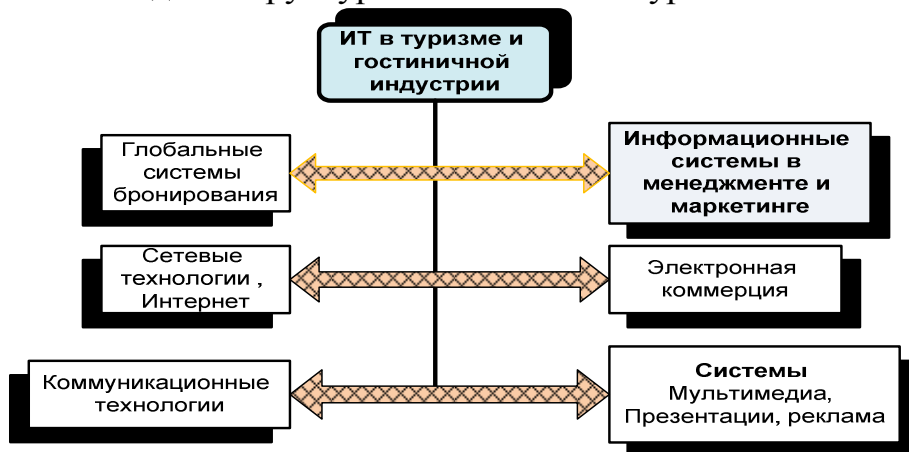 ИТ в туризме и
гостиничной
индустрии
Глобальные
системы
бронирования
Информационные
системы в
менеджменте и
маркетинге
Сетевые
технологии ,
Интернет
Электронная
коммерция
Коммуникационные
технологии
Системы
Мультимедиа,
Презентации, реклама